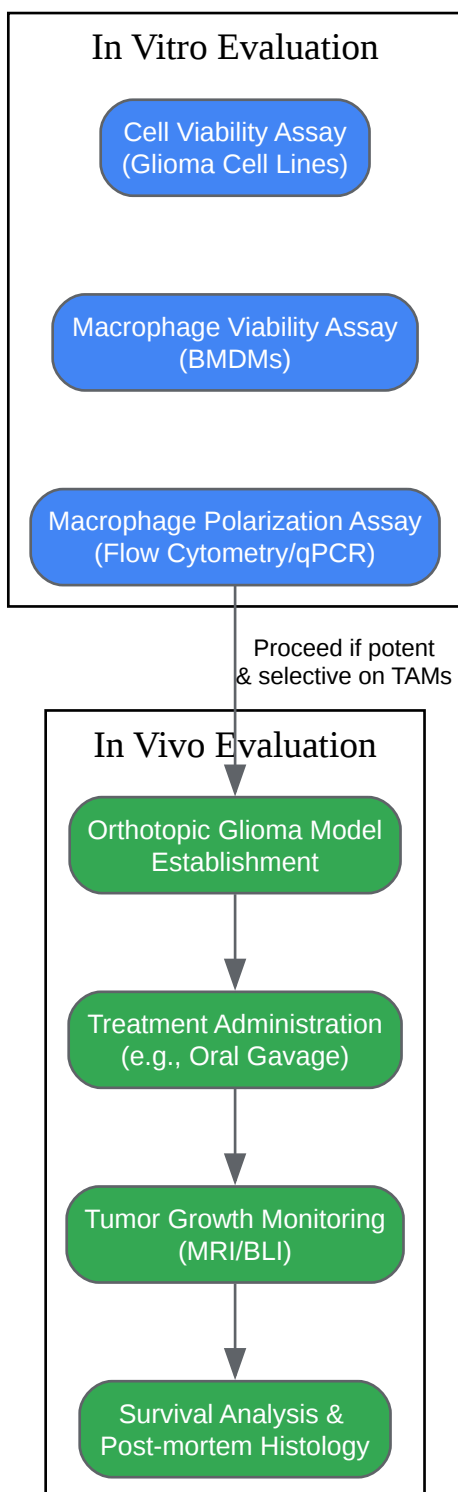 In Vitro Evaluation
Cell Viability Assay
(Glioma Cell Lines)
Macrophage Viability Assay
(BMDMs)
Macrophage Polarization Assay
(Flow Cytometry/qPCR)
Proceed if potent
& selective on TAMs
In Vivo Evaluation
Orthotopic Glioma Model
Establishment
Treatment Administration
(e.g., Oral Gavage)
Tumor Growth Monitoring
(MRI/BLI)
Survival Analysis &
Post-mortem Histology